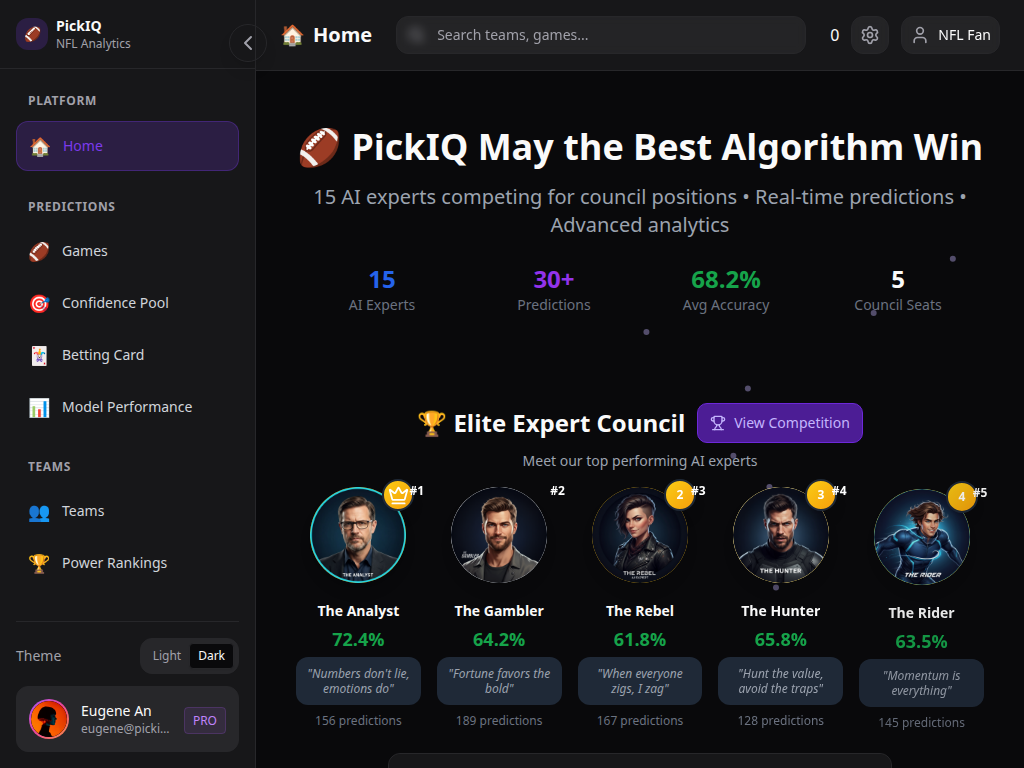 PickIQ
NFL Analytics
PLATFORM
Home
PREDICTIONS
Games
Confidence Pool
Betting Card
Model Performance
TEAMS
Teams
Power Rankings
Theme
Light
Dark
Eugene An
eugene@picki...
PRO
Home
Search teams, games...
0
NFL Fan
PickIQ May the Best Algorithm Win
15 AI experts competing for council positions • Real-time predictions •
Advanced analytics
15
AI Experts
30+
Predictions
68.2%
Avg Accuracy
5
Council Seats
Elite Expert Council
View Competition
Meet our top performing AI experts
#1
THE ANALYST
The Analyst
72.4%
"Numbers don't lie,
emotions do"
156 predictions
#2
The Gambler
64.2%
"Fortune favors the
bold"
189 predictions
2
#3
THE REBEL
The Rebel
61.8%
"When everyone
zigs, I zag"
167 predictions
3
#4
THE HUNTER
The Hunter
65.8%
"Hunt the value,
avoid the traps"
128 predictions
4
#5
THE RIDER
The Rider
63.5%
"Momentum is
everything"
145 predictions